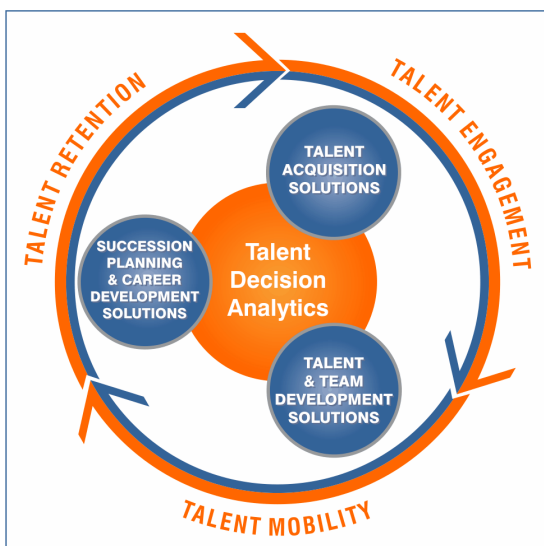 TALENT RETENTION
TALENT ENGAGEMENT
TALENT
ACQUISITION
SOLUTIONS
SUCCESSION
PLANNING
& CAREER
DEVELOPMENT
SOLUTIONS
Talent
Decision
Analytics
TALENT
& TEAM
DEVELOPMENT
SOLUTIONS
TALENT MOBILITY